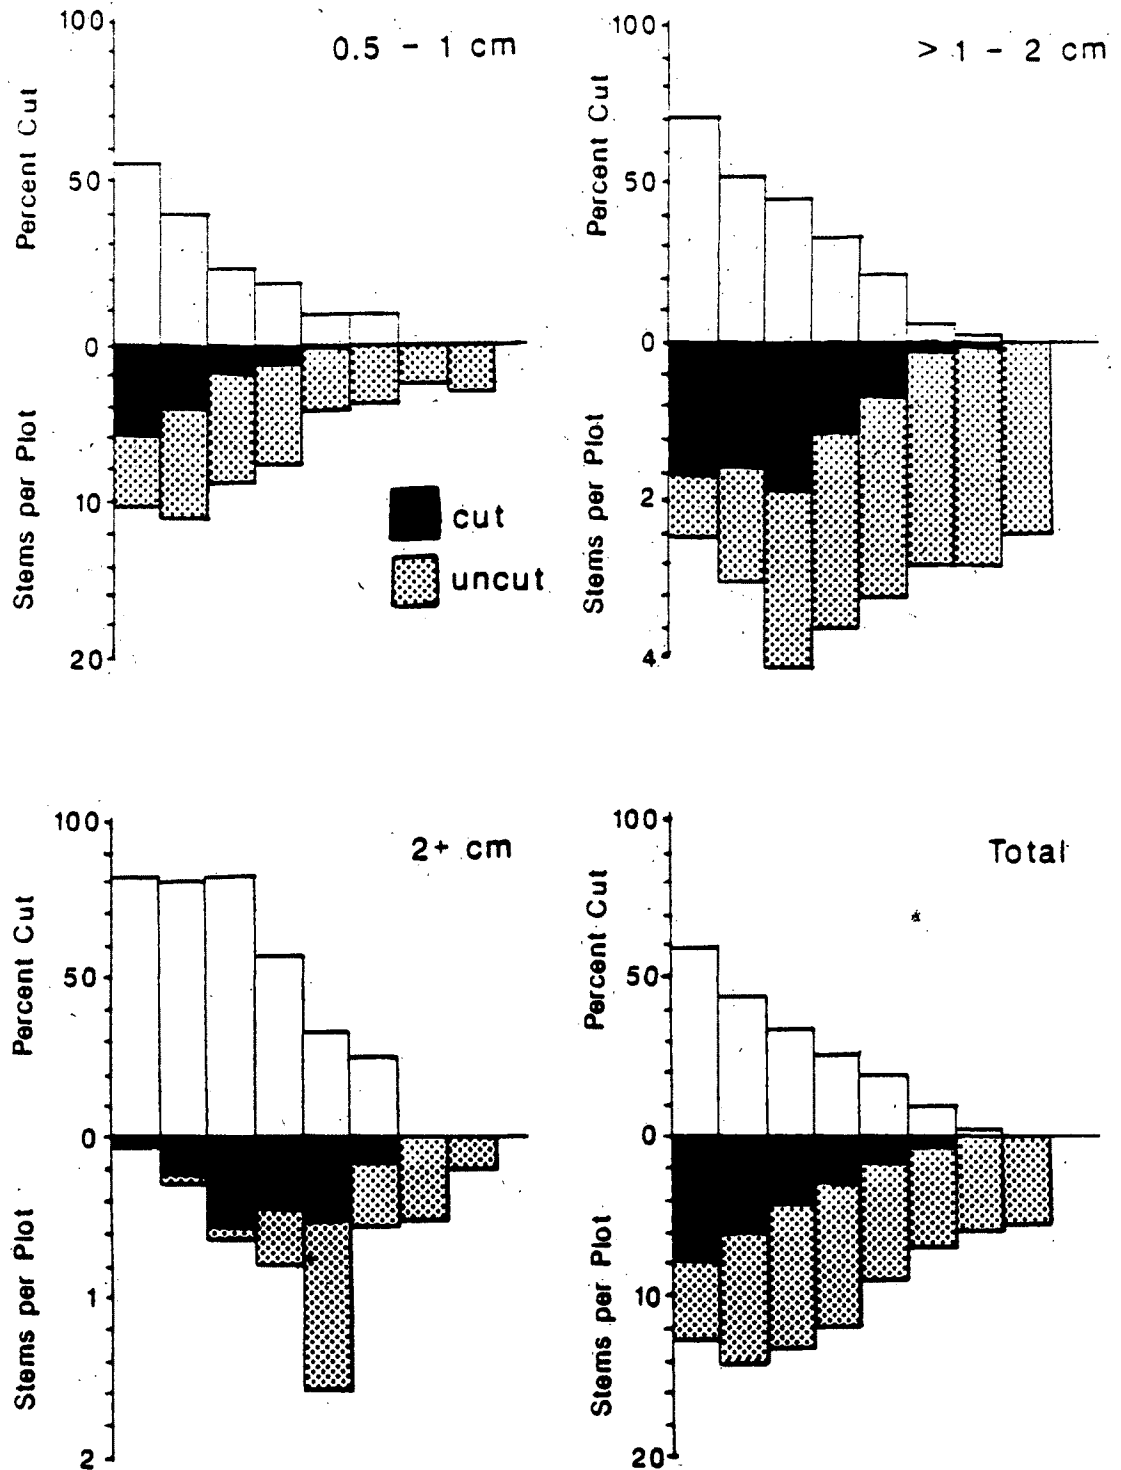 100
0.5 - 1 cm
Percent Cut
50
0
Stems per Plot
10
20
cut
uncut
100
> 1 - 2 cm
Percent Cut
50
0
Stems per Plot
2
4
100
2+ cm
Percent Cut
50
0
Stems per Plot
1
2
100
Total
Percent Cut
50
0
Stems per Plot
10
20